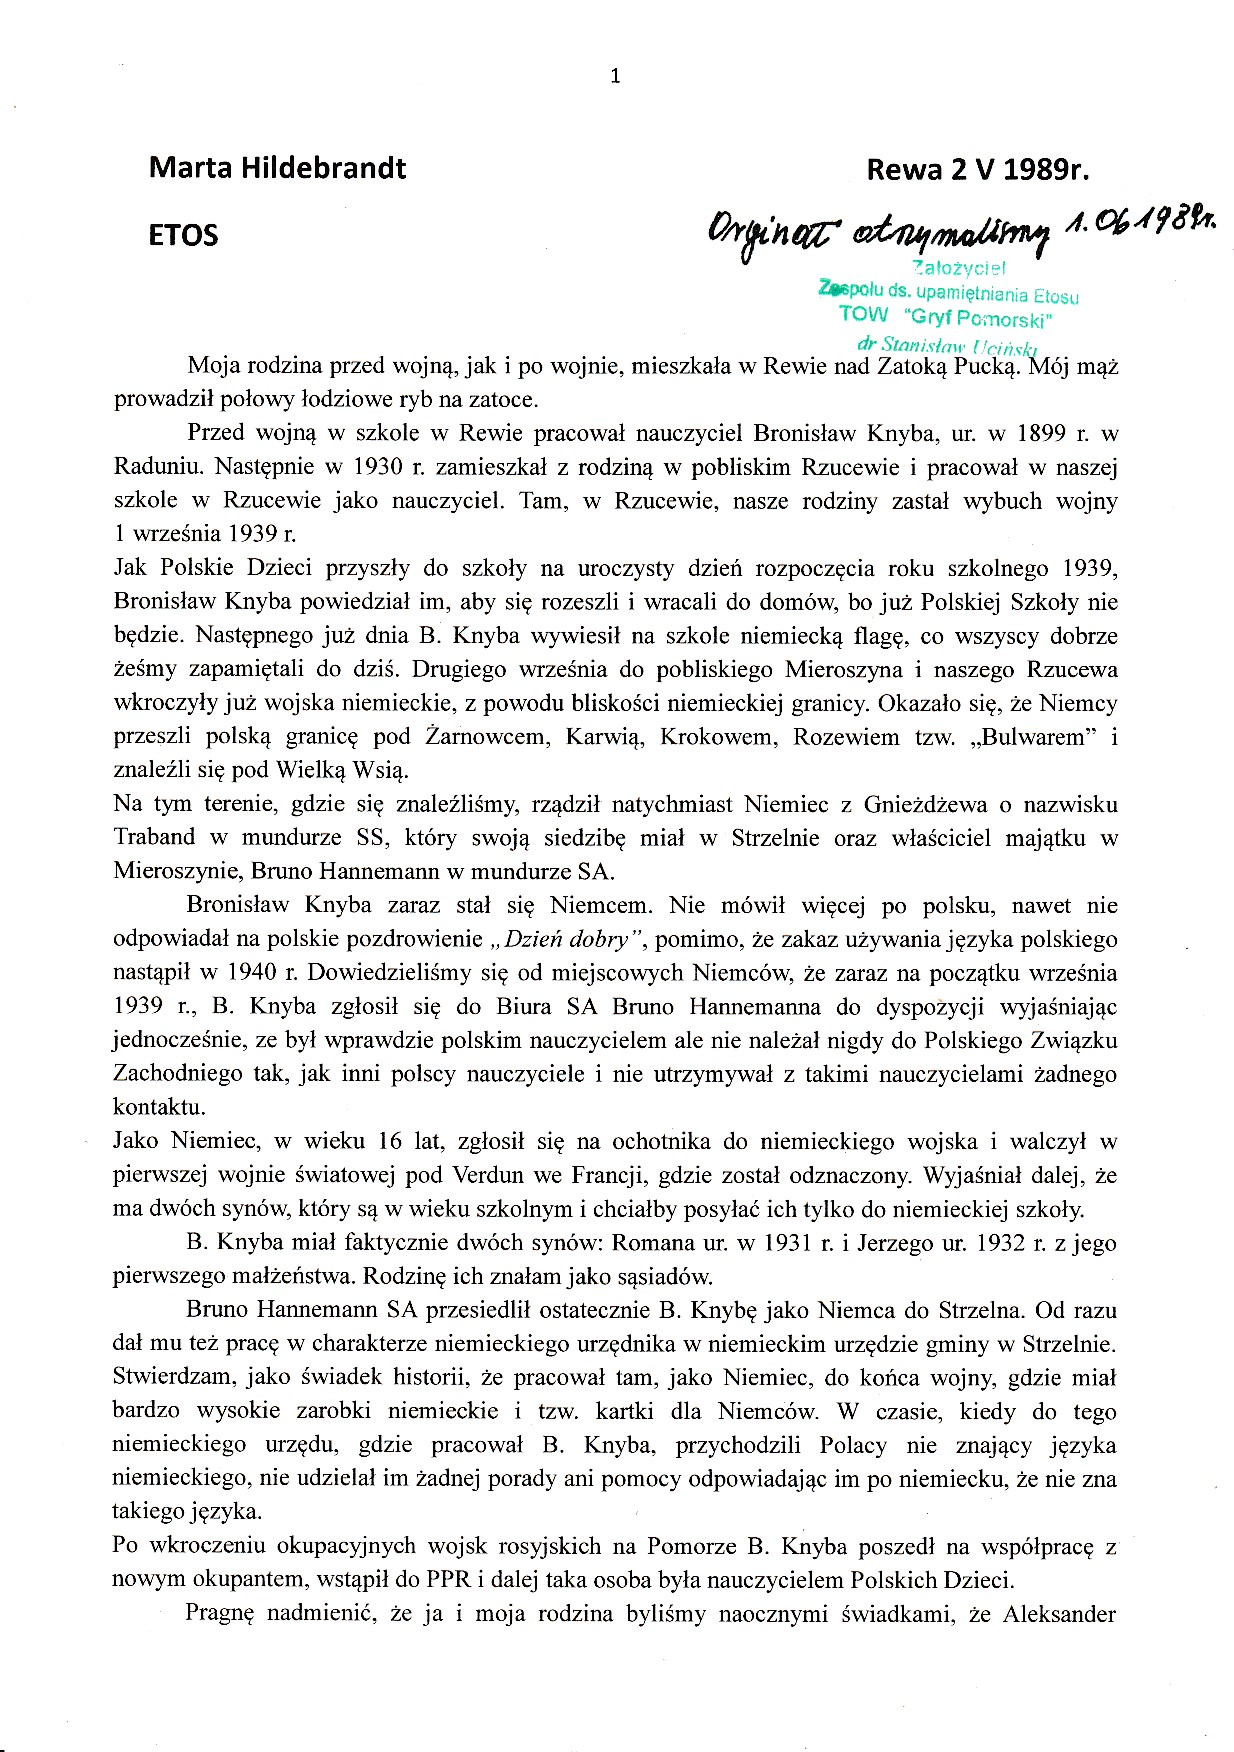 1
Marta Hildebrandt Rewa 2 V 1989r.
ETOS Orginał otrzymaliśmy 1.06 1989r.
Założyciel
Zespołu ds. upamiętniania Etosu
TOW "Gryf Pomorski"
dr Stanisław Uciński
Moja rodzina przed wojną, jak i po wojnie, mieszkała w Rewie nad Zatoką Pucką. Mój mąż
prowadził połowy łodziowe ryb na zatoce.
Przed wojną w szkole w Rewie pracował nauczyciel Bronisław Knyba, ur. w 1899 r. w
Raduniu. Następnie w 1930 r. zamieszkał z rodziną w pobliskim Rzucewie i pracował w naszej
szkole w Rzucewie jako nauczyciel. Tam, w Rzucewie, nasze rodziny zastał wybuch wojny
1 września 1939 r.
Jak Polskie Dzieci przyszły do szkoły na uroczysty dzień rozpoczęcia roku szkolnego 1939,
Bronisław Knyba powiedział im, aby się rozeszli i wracali do domów, bo już Polskiej Szkoły nie
będzie. Następnego już dnia B. Knyba wywiesił na szkole niemiecką flagę, co wszyscy dobrze
żeśmy zapamiętali do dziś. Drugiego września do pobliskiego Mieroszyna i naszego Rzucewa
wkroczyły już wojska niemieckie, z powodu bliskości niemieckiej granicy. Okazało się, że Niemcy
przeszli polską granicę pod Żarnowcem, Karwią, Krokowem, Rozewiem tzw. „Bulwarem” i
znaleźli się pod Wielką Wsią.
Na tym terenie, gdzie się znaleźliśmy, rządził natychmiast Niemiec z Gnieżdżewa o nazwisku
Traband w mundurze SS, który swoją siedzibę miał w Strzelnie oraz właściciel majątku w
Mieroszynie, Bruno Hannemann w mundurze SA.
Bronisław Knyba zaraz stał się Niemcem. Nie mówił więcej po polsku, nawet nie
odpowiadał na polskie pozdrowienie „Dzień dobry”, pomimo, że zakaz używania języka polskiego
nastąpił w 1940 r. Dowiedzieliśmy się od miejscowych Niemców, że zaraz na początku września
1939 r., B. Knyba zgłosił się do Biura SA Bruno Hannemanna do dyspozycji wyjaśniając
jednocześnie, ze był wprawdzie polskim nauczycielem ale nie należał nigdy do Polskiego Związku
Zachodniego tak, jak inni polscy nauczyciele i nie utrzymywał z takimi nauczycielami żadnego
kontaktu.
Jako Niemiec, w wieku 16 lat, zgłosił się na ochotnika do niemieckiego wojska i walczył w
pierwszej wojnie światowej pod Verdun we Francji, gdzie został odznaczony. Wyjaśniał dalej, że
ma dwóch synów, który są w wieku szkolnym i chciałby posyłać ich tylko do niemieckiej szkoły.
B. Knyba miał faktycznie dwóch synów: Romana ur. w 1931 r. i Jerzego ur. 1932 r. z jego
pierwszego małżeństwa. Rodzinę ich znałam jako sąsiadów.
Bruno Hannemann SA przesiedlił ostatecznie B. Knybę jako Niemca do Strzelna. Od razu
dał mu też pracę w charakterze niemieckiego urzędnika w niemieckim urzędzie gminy w Strzelnie.
Stwierdzam, jako świadek historii, że pracował tam, jako Niemiec, do końca wojny, gdzie miał
bardzo wysokie zarobki niemieckie i tzw. kartki dla Niemców. W czasie, kiedy do tego
niemieckiego urzędu, gdzie pracował B. Knyba, przychodzili Polacy nie znający języka
niemieckiego, nie udzielał im żadnej porady ani pomocy odpowiadając im po niemiecku, że nie zna
takiego języka.
Po wkroczeniu okupacyjnych wojsk rosyjskich na Pomorze B. Knyba poszedł na współpracę z
nowym okupantem, wstąpił do PPR i dalej taka osoba była nauczycielem Polskich Dzieci.
Pragnę nadmienić, że ja i moja rodzina byliśmy naocznymi świadkami, że Aleksander